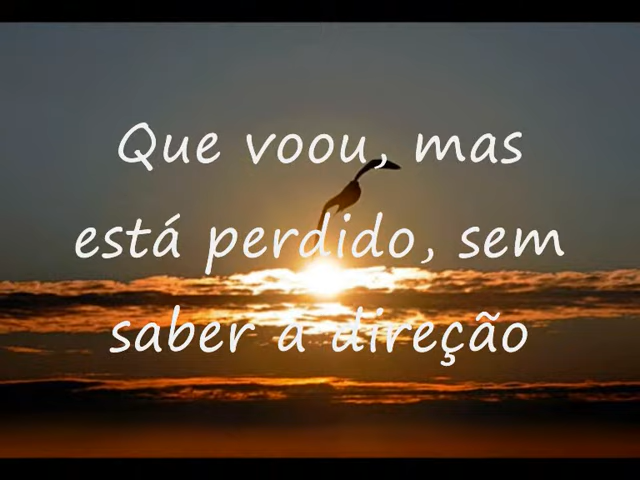 Que voou, mas
está perdido, sem
saber a direção